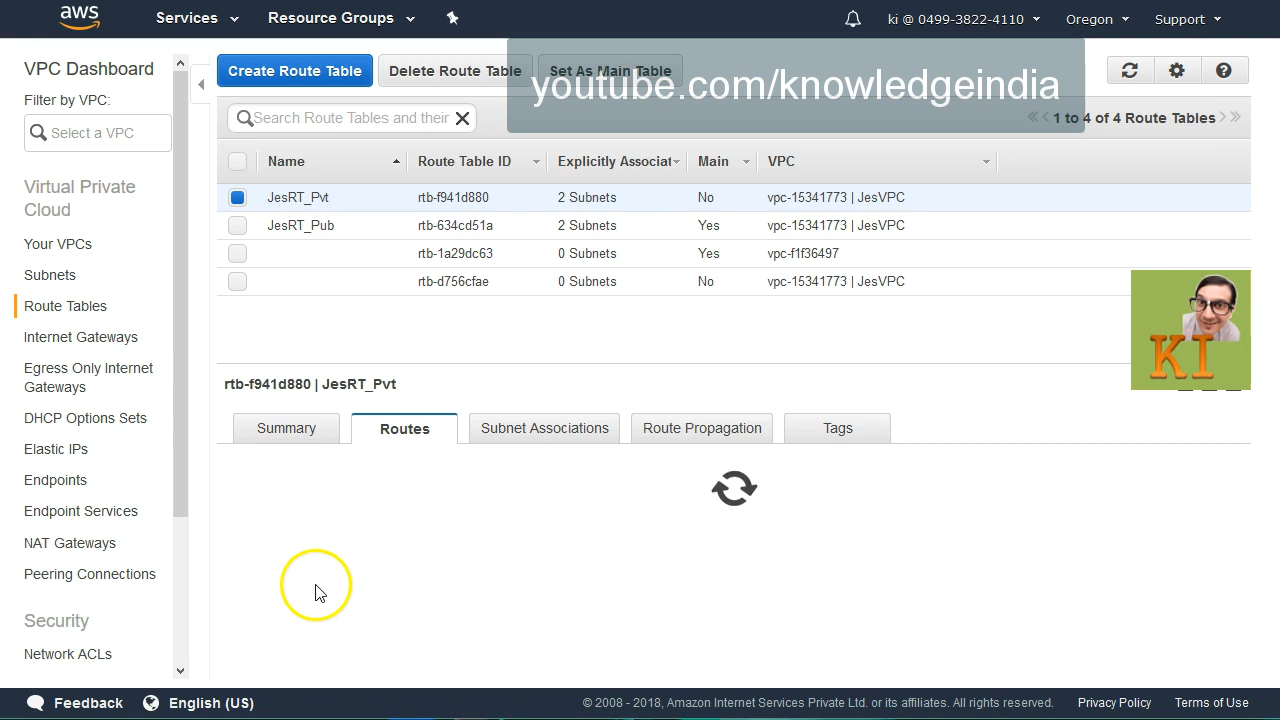 aws Services Resource Groups ki @ 0499-3822-4110 Oregon Support
VPC Dashboard
Filter by VPC:
Select a VPC
Virtual Private
Cloud
Your VPCs
Subnets
Route Tables
Internet Gateways
Egress Only Internet
Gateways
DHCP Options Sets
Elastic IPs
Endpoints
Endpoint Services
NAT Gateways
Peering Connections
Security
Network ACLs
Create Route Table Delete Route Table Set As Main Table
youtube.com/knowledgeindia
Search Route Tables and their
1 to 4 of 4 Route Tables
Name Route Table ID Explicitly Associat Main VPC
JesRT_Pvt rtb-f941d880 2 Subnets No vpc-15341773 | JesVPC
JesRT_Pub rtb-634cd51a 2 Subnets Yes vpc-15341773 | JesVPC
rtb-1a29dc63 0 Subnets Yes vpc-f1f36497
rtb-d756cfae 0 Subnets No vpc-15341773 | JesVPC
KI
rtb-f941d880 | JesRT_Pvt
Summary Routes Subnet Associations Route Propagation Tags
Feedback English (US) © 2008 - 2018, Amazon Internet Services Private Ltd. or its affiliates. All rights reserved. Privacy Policy Terms of Use